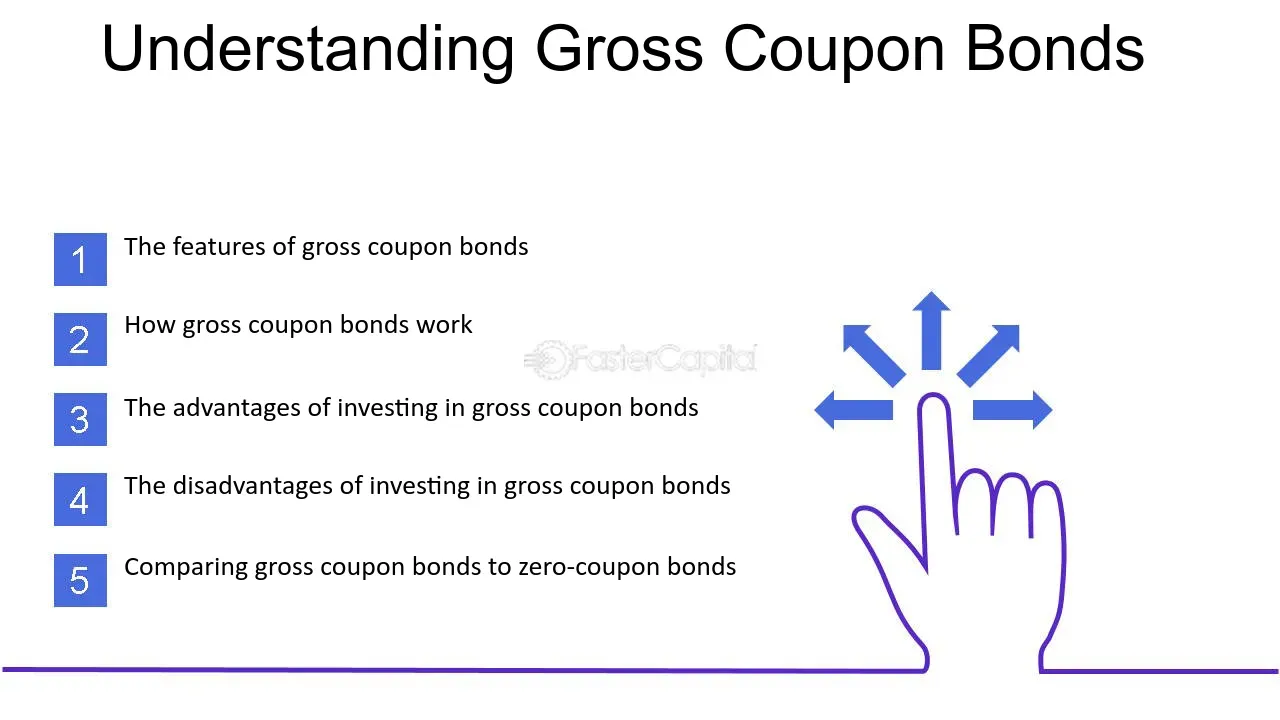 Understanding Gross Coupon Bonds
1 The features of gross coupon bonds
2 How gross coupon bonds work
FasterCapital
3 The advantages of investing in gross coupon bonds
4 The disadvantages of investing in gross coupon bonds
5 Comparing gross coupon bonds to zero-coupon bonds